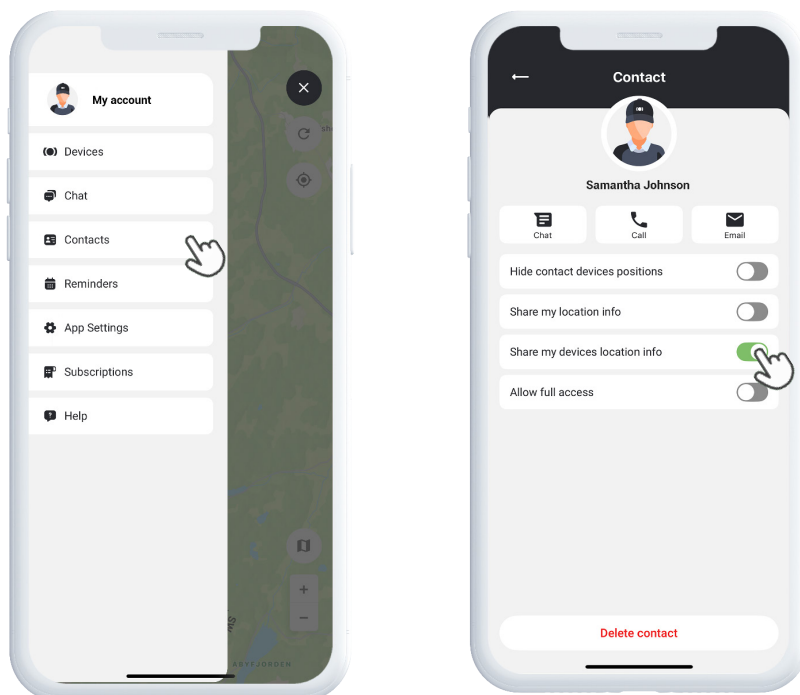 My account
Devices
Chat
Contacts
Reminders
App Settings
Subscriptions
Help
+
−
ABYFJORDEN
Contact
Samantha Johnson
Chat
Call
Email
Hide contact devices positions
Share my location info
Share my devices location info
Allow full access
Delete contact